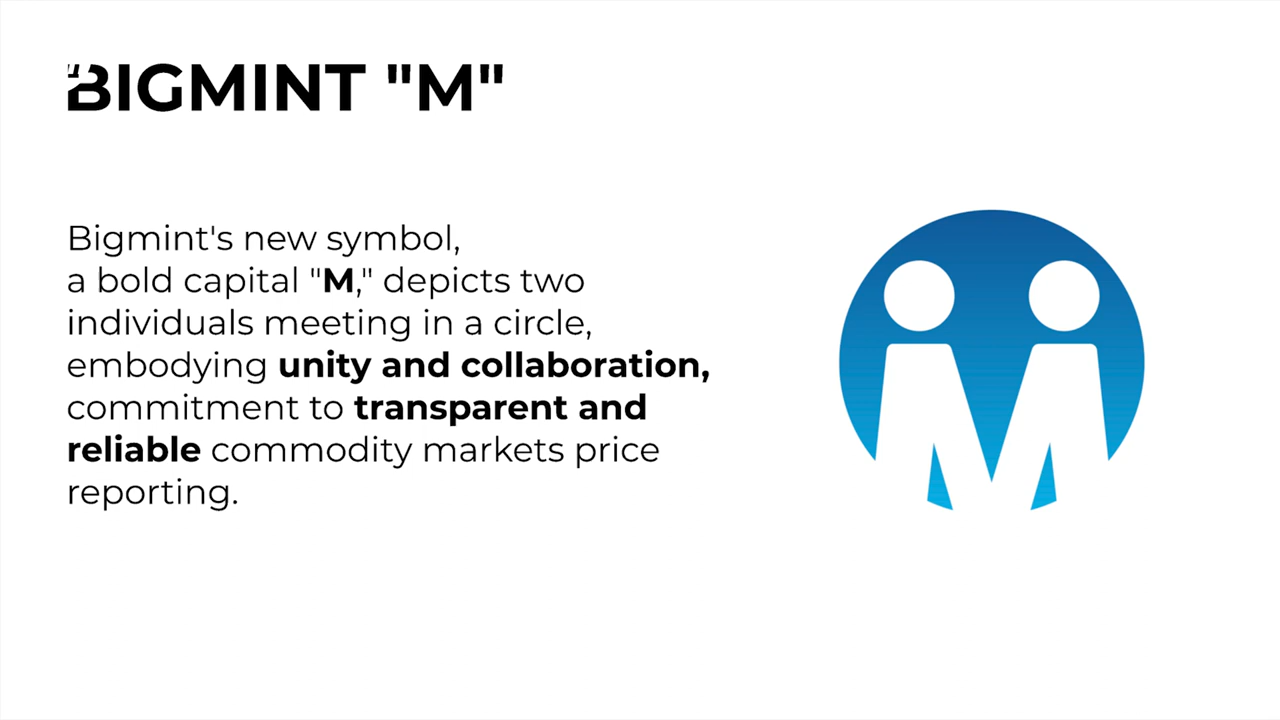 BIGMINT "M"
Bigmint's new symbol,
a bold capital "M," depicts two
individuals meeting in a circle,
embodying unity and collaboration,
commitment to transparent and
reliable commodity markets price
reporting.
M